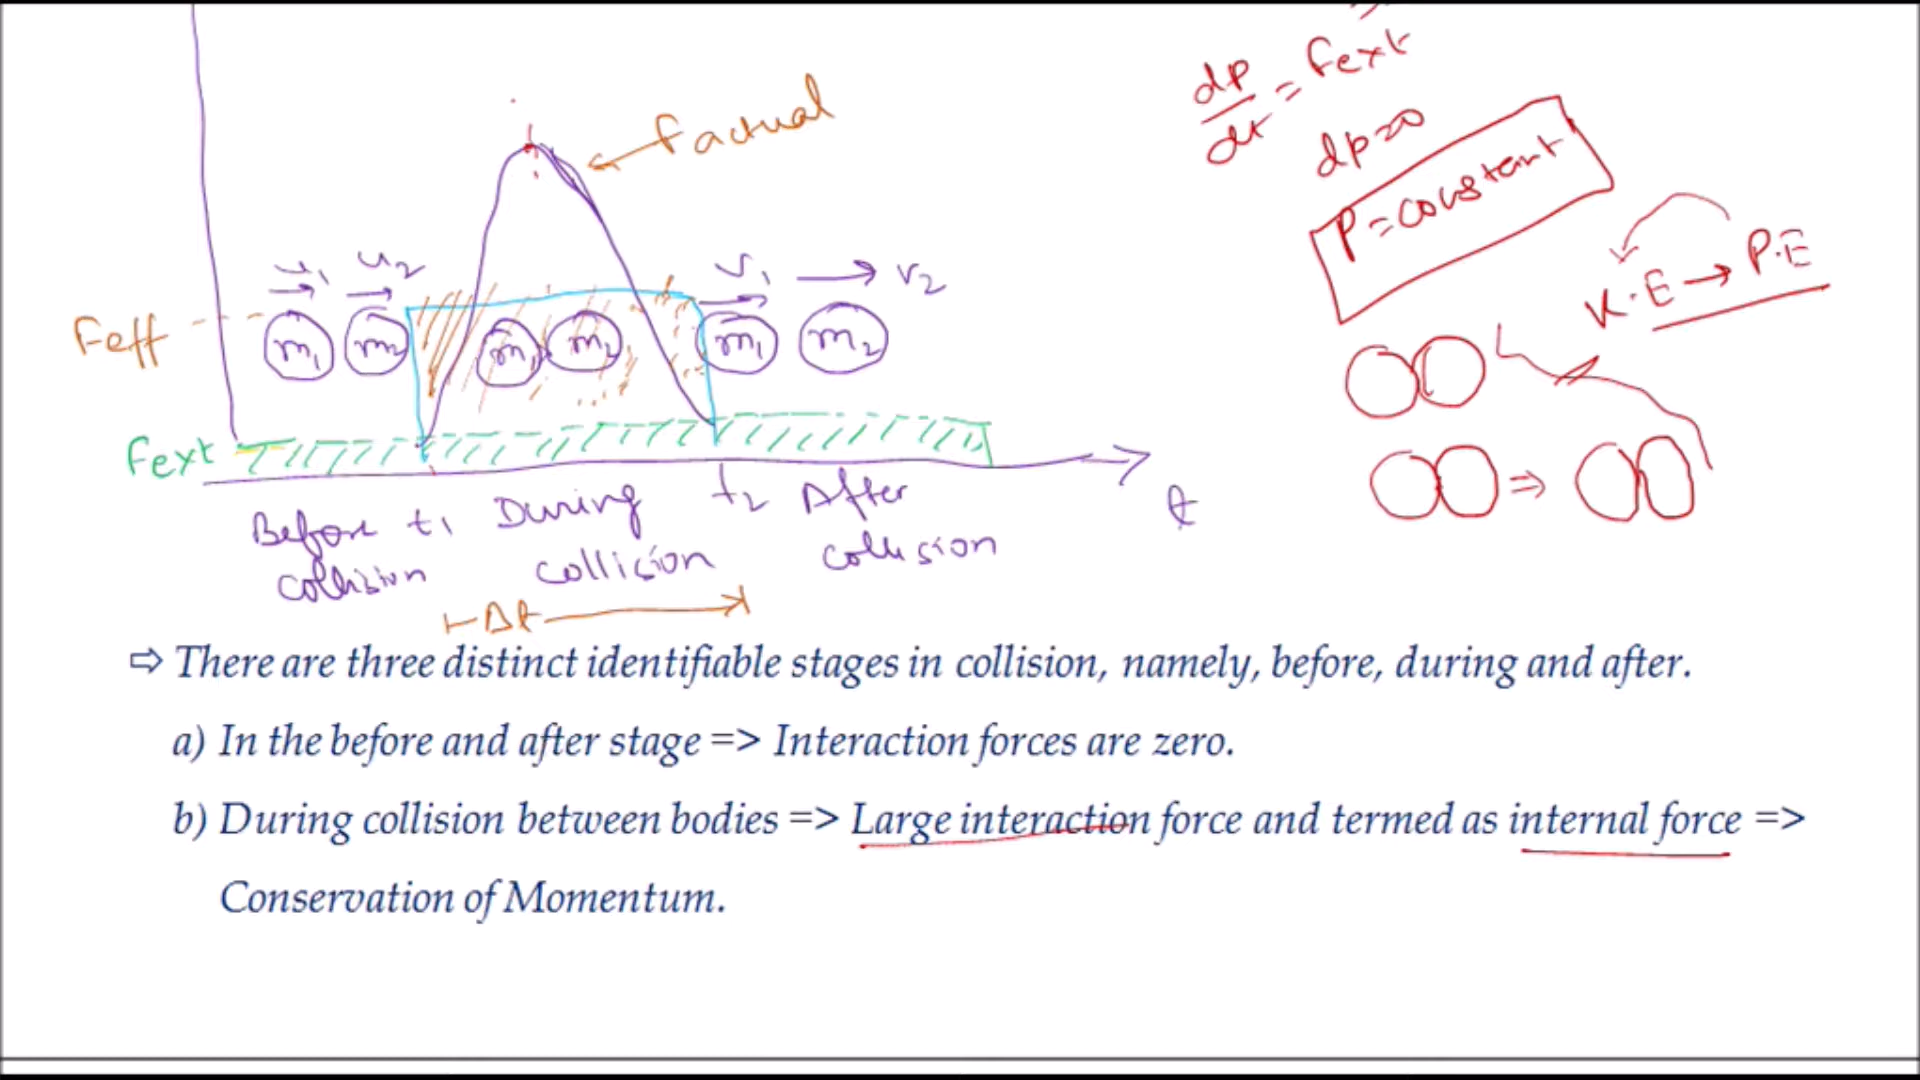 dp/dt = Fext
dp=0
P = constant
K.E → P.E
Factual
u1 u2 v1 v2
Feff
m1 m2 m1 m2 m1 m2
Fext
t
Before t1 During t2 After
collision collision collision
Δt
⇨ There are three distinct identifiable stages in collision, namely, before, during and after.
a) In the before and after stage => Interaction forces are zero.
b) During collision between bodies => Large interaction force and termed as internal force =>
Conservation of Momentum.